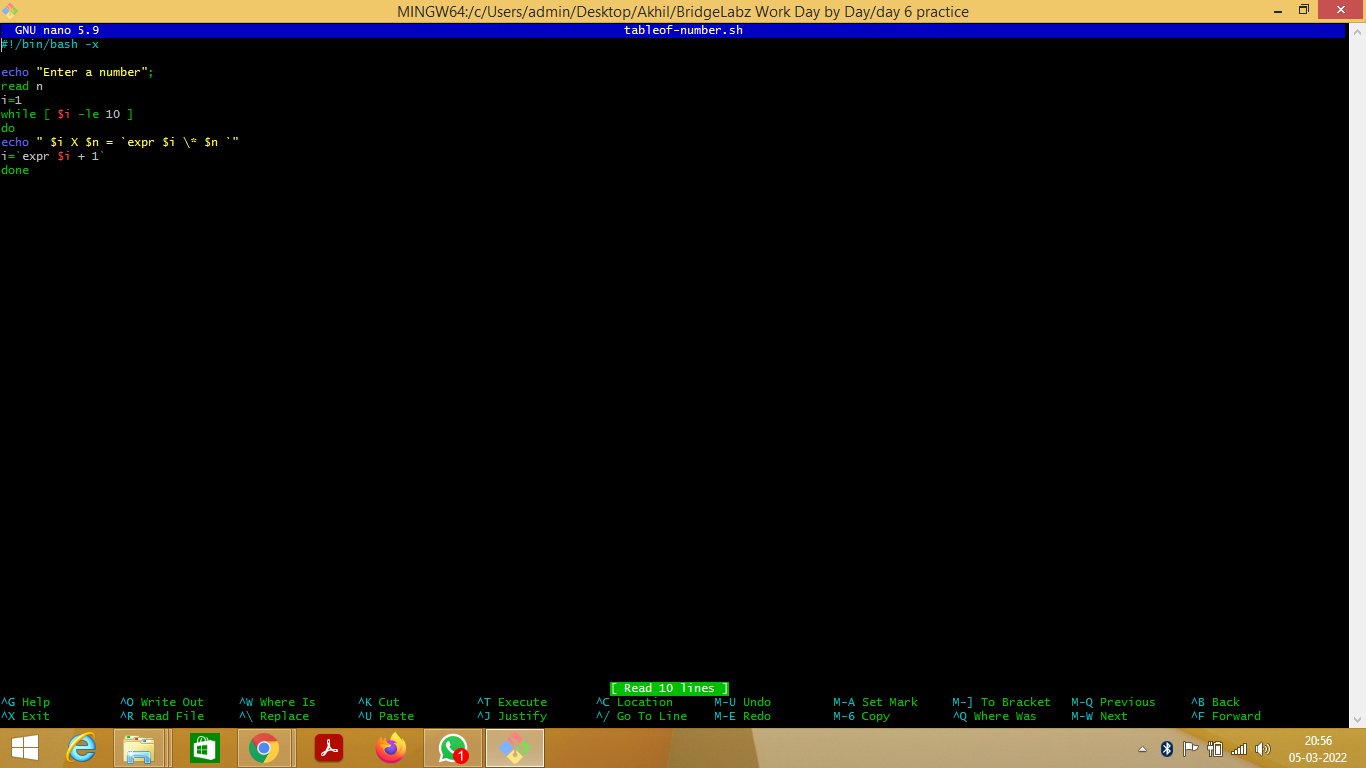 MINGW64:/c/Users/admin/Desktop/Akhil/BridgeLabz Work Day by Day/day 6 practice
GNU nano 5.9 tableof-number.sh
#!/bin/bash -x
echo "Enter a number";
read n
i=1
while [ $i -le 10 ]
do
echo " $i X $n = `expr $i \* $n `"
i=`expr $i + 1`
done
[ Read 10 lines ]
^G Help ^O Write Out ^W Where Is ^K Cut ^T Execute ^C Location M-U Undo M-A Set Mark M-] To Bracket M-Q Previous ^B Back
^X Exit ^R Read File ^\ Replace ^U Paste ^J Justify ^/ Go To Line M-E Redo M-6 Copy ^Q Where Was M-W Next ^F Forward
1
20:56
05-03-2022